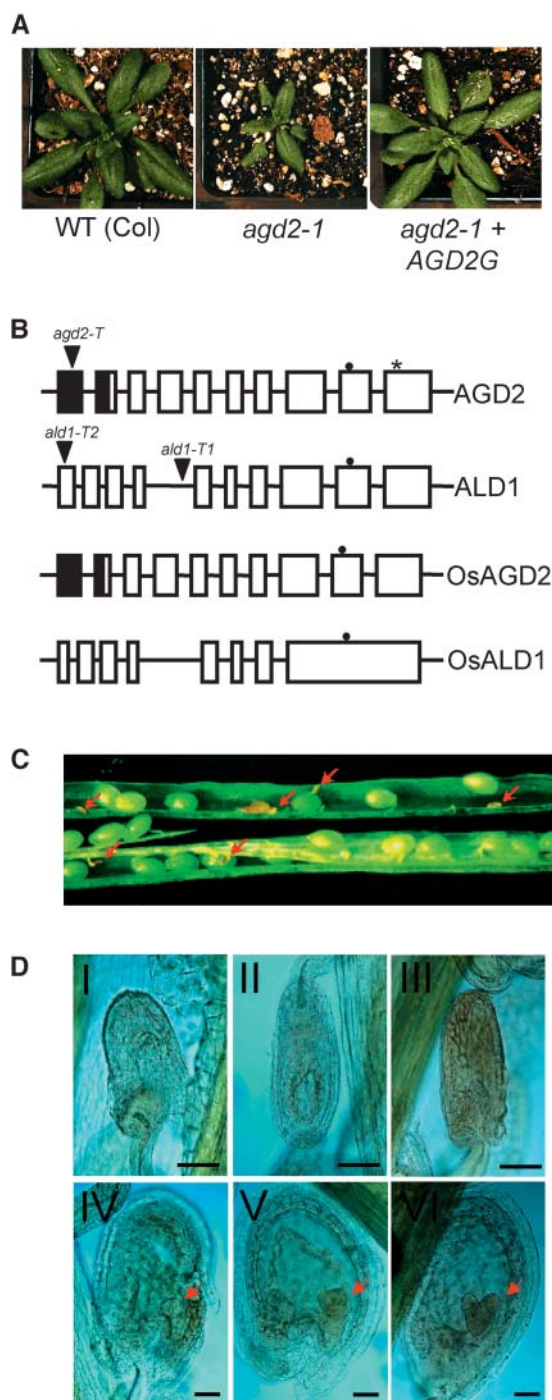 A
WT (Col)
agd2-1
agd2-1 +
AGD2G
B
agd2-T
*
AGD2
ald1-T2
ald1-T1
ALD1
OsAGD2
OsALD1
C
D
I
II
III
IV
V
VI